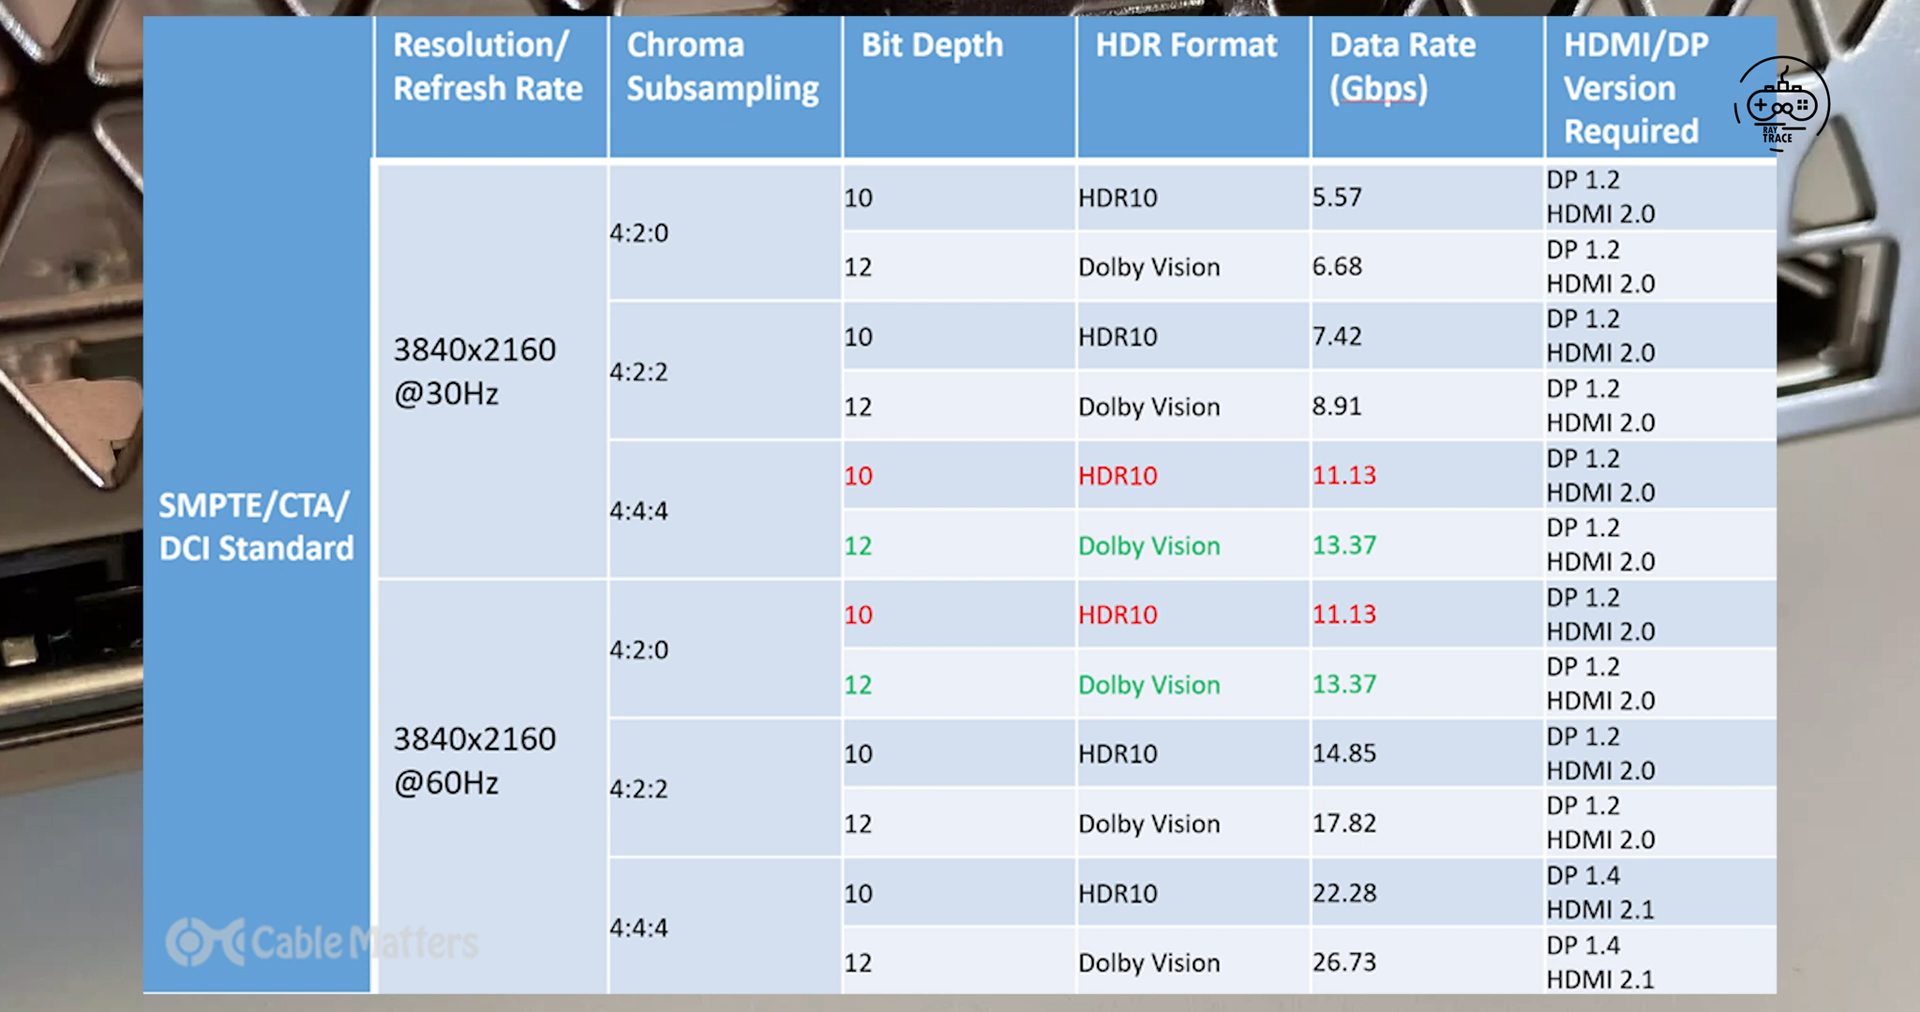 Resolution/
Refresh Rate
Chroma
Subsampling
Bit Depth
HDR Format
Data Rate
(Gbps)
HDMI/DP
Version
Required
RAY
TRACE
SMPTE/CTA/
DCI Standard
3840x2160
@30Hz
4:2:0
10
HDR10
5.57
DP 1.2
HDMI 2.0
12
Dolby Vision
6.68
DP 1.2
HDMI 2.0
4:2:2
10
HDR10
7.42
DP 1.2
HDMI 2.0
12
Dolby Vision
8.91
DP 1.2
HDMI 2.0
4:4:4
10
HDR10
11.13
DP 1.2
HDMI 2.0
12
Dolby Vision
13.37
DP 1.2
HDMI 2.0
3840x2160
@60Hz
4:2:0
10
HDR10
11.13
DP 1.2
HDMI 2.0
12
Dolby Vision
13.37
DP 1.2
HDMI 2.0
4:2:2
10
HDR10
14.85
DP 1.2
HDMI 2.0
12
Dolby Vision
17.82
DP 1.2
HDMI 2.0
4:4:4
10
HDR10
22.28
DP 1.4
HDMI 2.1
12
Dolby Vision
26.73
DP 1.4
HDMI 2.1
Cable Matters